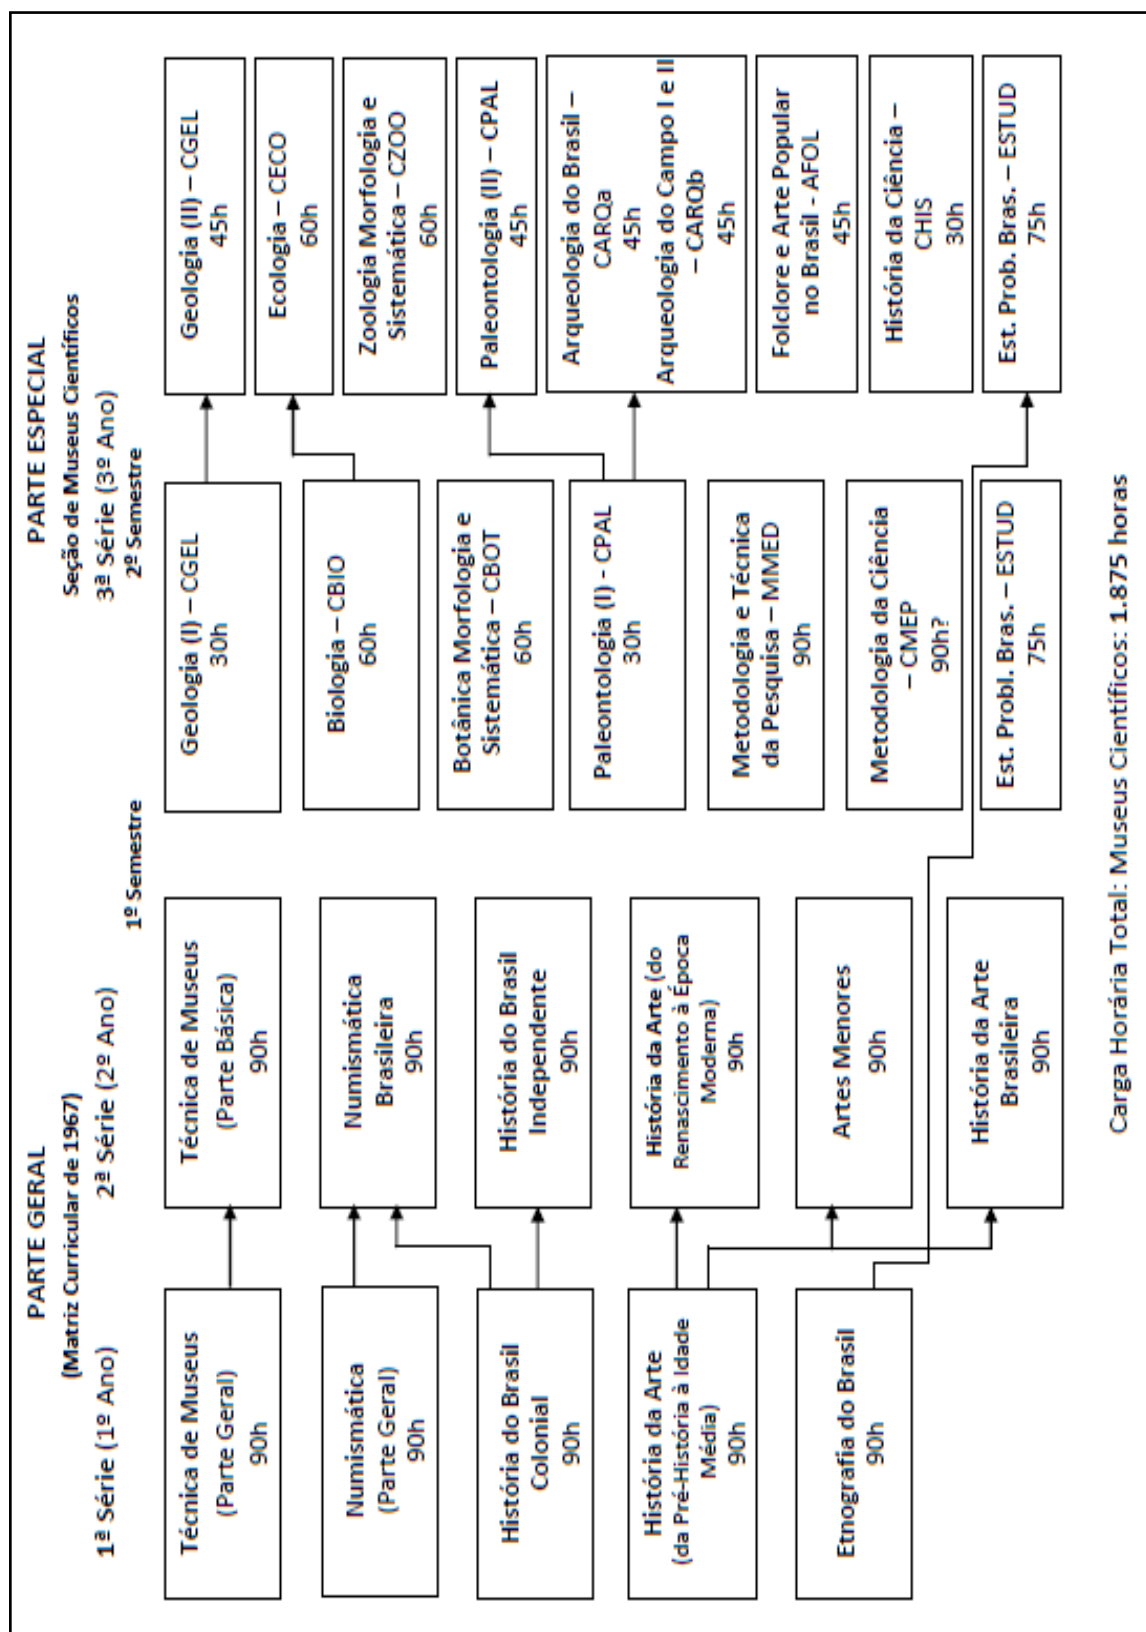 PARTE GERAL
(Matriz Curricular de 1967)
1ª Série (1º Ano)
2ª Série (2º Ano)
Técnica de Museus
(Parte Geral)
90h
Numismática
(Parte Geral)
90h
História do Brasil
Colonial
90h
História da Arte
(da Pré-História à Idade
Média)
90h
Etnografia do Brasil
90h
Técnica de Museus
(Parte Básica)
90h
Numismática
Brasileira
90h
História do Brasil
Independente
90h
História da Arte (do
Renascimento à Época
Moderna)
90h
Artes Menores
90h
História da Arte
Brasileira
90h
PARTE ESPECIAL
Seção de Museus Científicos
3ª Série (3º Ano)
1º Semestre
2º Semestre
Geologia (I) – CGEL
30h
Biologia – CBIO
60h
Botânica Morfologia e
Sistemática – CBOT
60h
Paleontologia (I) - CPAL
30h
Metodologia e Técnica
da Pesquisa – MMED
90h
Metodologia da Ciência
– CMEP
90h?
Est. Probl. Bras. – ESTUD
75h
Geologia (II) – CGEL
45h
Ecologia – CECO
60h
Zoologia Morfologia e
Sistemática – CZOO
60h
Paleontologia (II) – CPAL
45h
Arqueologia do Brasil –
CARQa
45h
Arqueologia do Campo I e II
– CARQb
45h
Folclore e Arte Popular
no Brasil - AFOL
45h
História da Ciência –
CHIS
30h
Est. Prob. Bras. – ESTUD
75h
Carga Horária Total: Museus Científicos: 1.875 horas